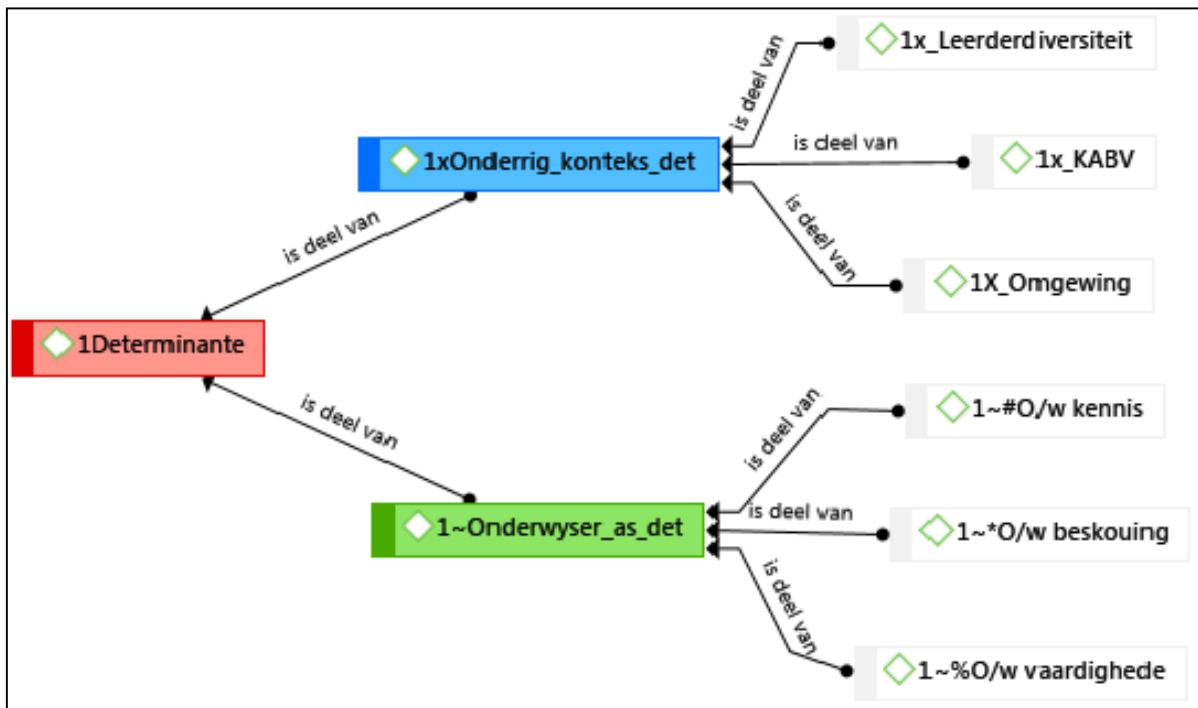 1x_Leerderdiversiteit
is deel van
is deel van
1xOnderrig_konteks_det
1x_KABV
is deel van
is deel van
1X_Omgewing
1Determinante
is deel van
is deel van
1~#O/w kennis
is deel van
1~Onderwyser_as_det
1~*O/w beskouing
is deel van
1~%O/w vaardighede